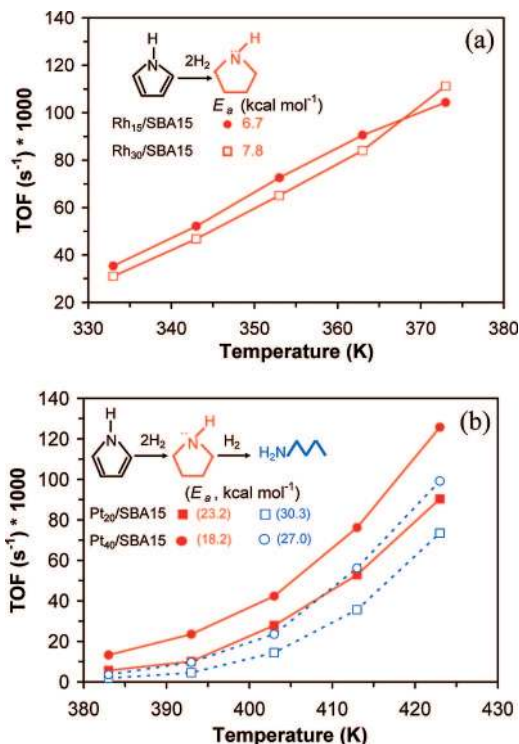 (a)
H
N
2H₂
H
N
Eₐ (kcal mol⁻¹)
Rh₁₅/SBA15 6.7
Rh₃₀/SBA15 7.8
TOF (s⁻¹) * 1000
140
120
100
80
60
40
20
330 340 350 360 370 380
Temperature (K)
(b)
H
N
2H₂
H
N
H₂
H₂N
(Eₐ, kcal mol⁻¹)
Pt₂₀/SBA15 (23.2) (30.3)
Pt₄₀/SBA15 (18.2) (27.0)
TOF (s⁻¹) * 1000
140
120
100
80
60
40
20
0
380 390 400 410 420 430
Temperature (K)